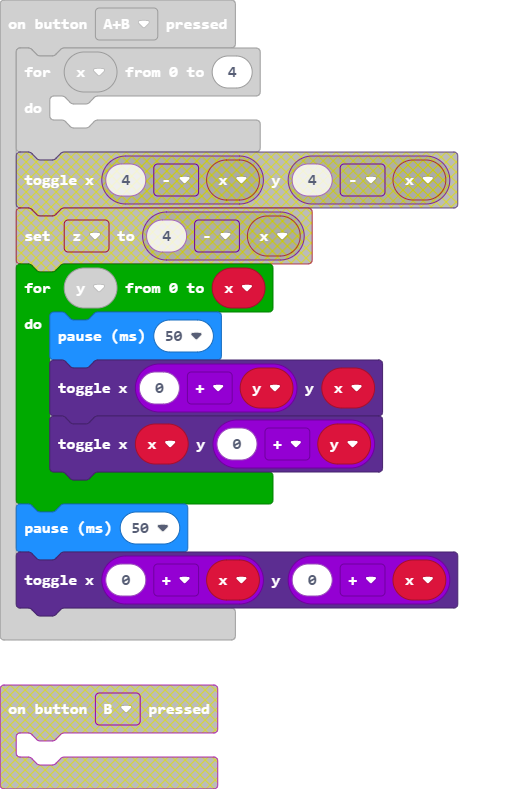 on button A+B pressed
for x from 0 to 4
do
toggle x 4 - x y 4 - x
set z to 4 - x
for y from 0 to x
do
pause (ms) 50
toggle x 0 + y y x
toggle x x y 0 + y
pause (ms) 50
toggle x 0 + x y 0 + x
on button B pressed